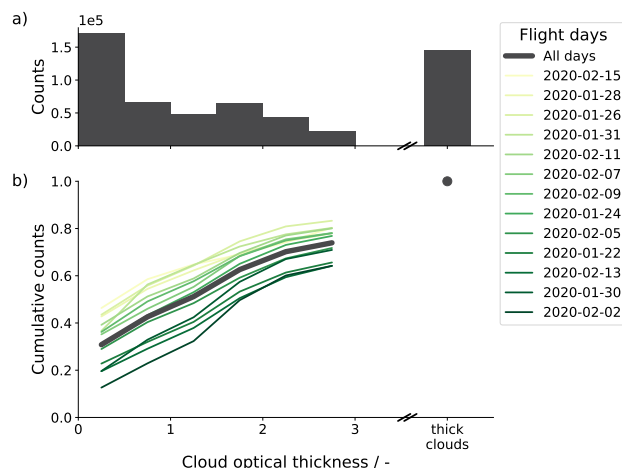 a)
1e5
Counts
1.5
1.0
0.5
0.0
b)
Cumulative counts
1.0
0.8
0.6
0.4
0.2
0.0
0
1
2
3
thick
clouds
Cloud optical thickness / -
Flight days
All days
2020-02-15
2020-01-28
2020-01-26
2020-01-31
2020-02-11
2020-02-07
2020-02-09
2020-01-24
2020-02-05
2020-01-22
2020-02-13
2020-01-30
2020-02-02